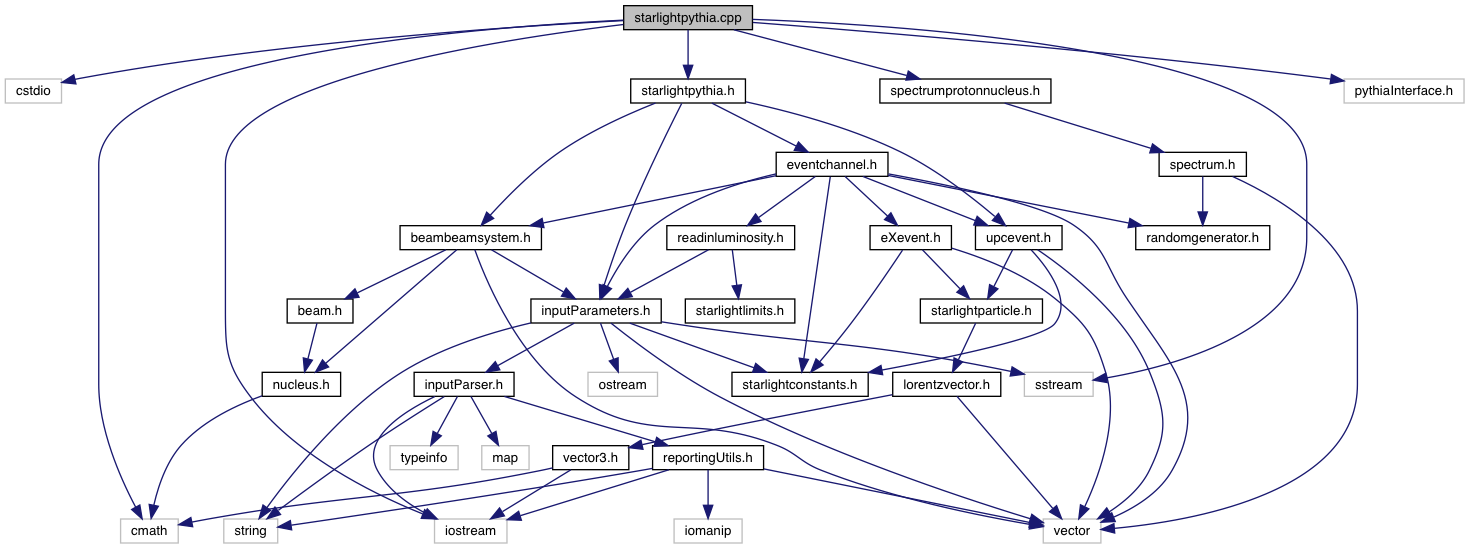 starlightpythia.cpp
cstdio
starlightpythia.h
spectrumprotonnucleus.h
pythiaInterface.h
eventchannel.h
spectrum.h
beambeamsystem.h
readinluminosity.h
eXevent.h
upcevent.h
randomgenerator.h
beam.h
inputParameters.h
starlightlimits.h
starlightparticle.h
nucleus.h
inputParser.h
ostream
starlightconstants.h
lorentzvector.h
sstream
typeinfo
map
vector3.h
reportingUtils.h
cmath
string
iostream
iomanip
vector